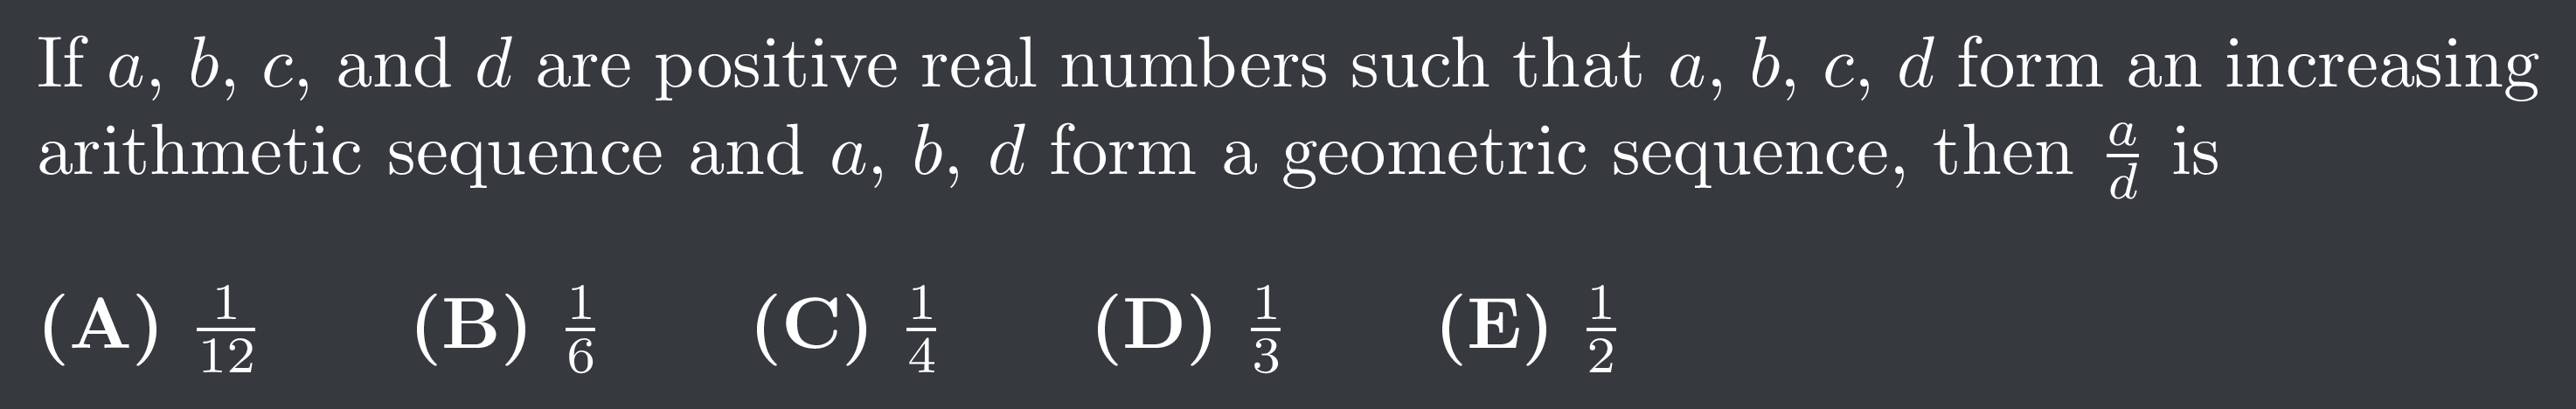 If a, b, c, and d are positive real numbers such that a, b, c, d form an increasing
arithmetic sequence and a, b, d form a geometric sequence, then a/d is
(A) 1/12 (B) 1/6 (C) 1/4 (D) 1/3 (E) 1/2